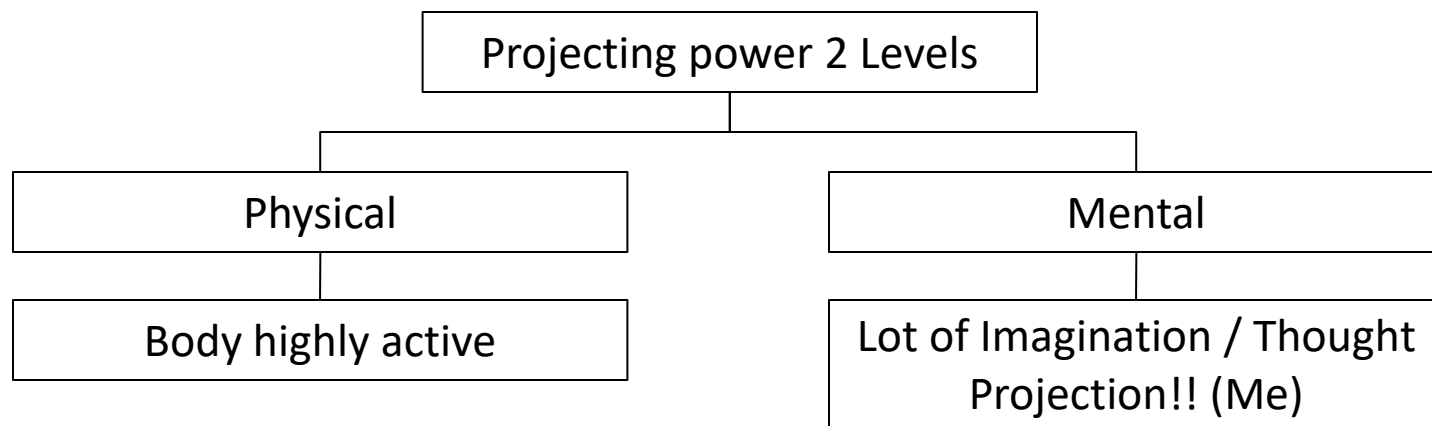 Projecting power 2 Levels
Physical
Mental
Body highly active
Lot of Imagination / Thought
Projection!! (Me)